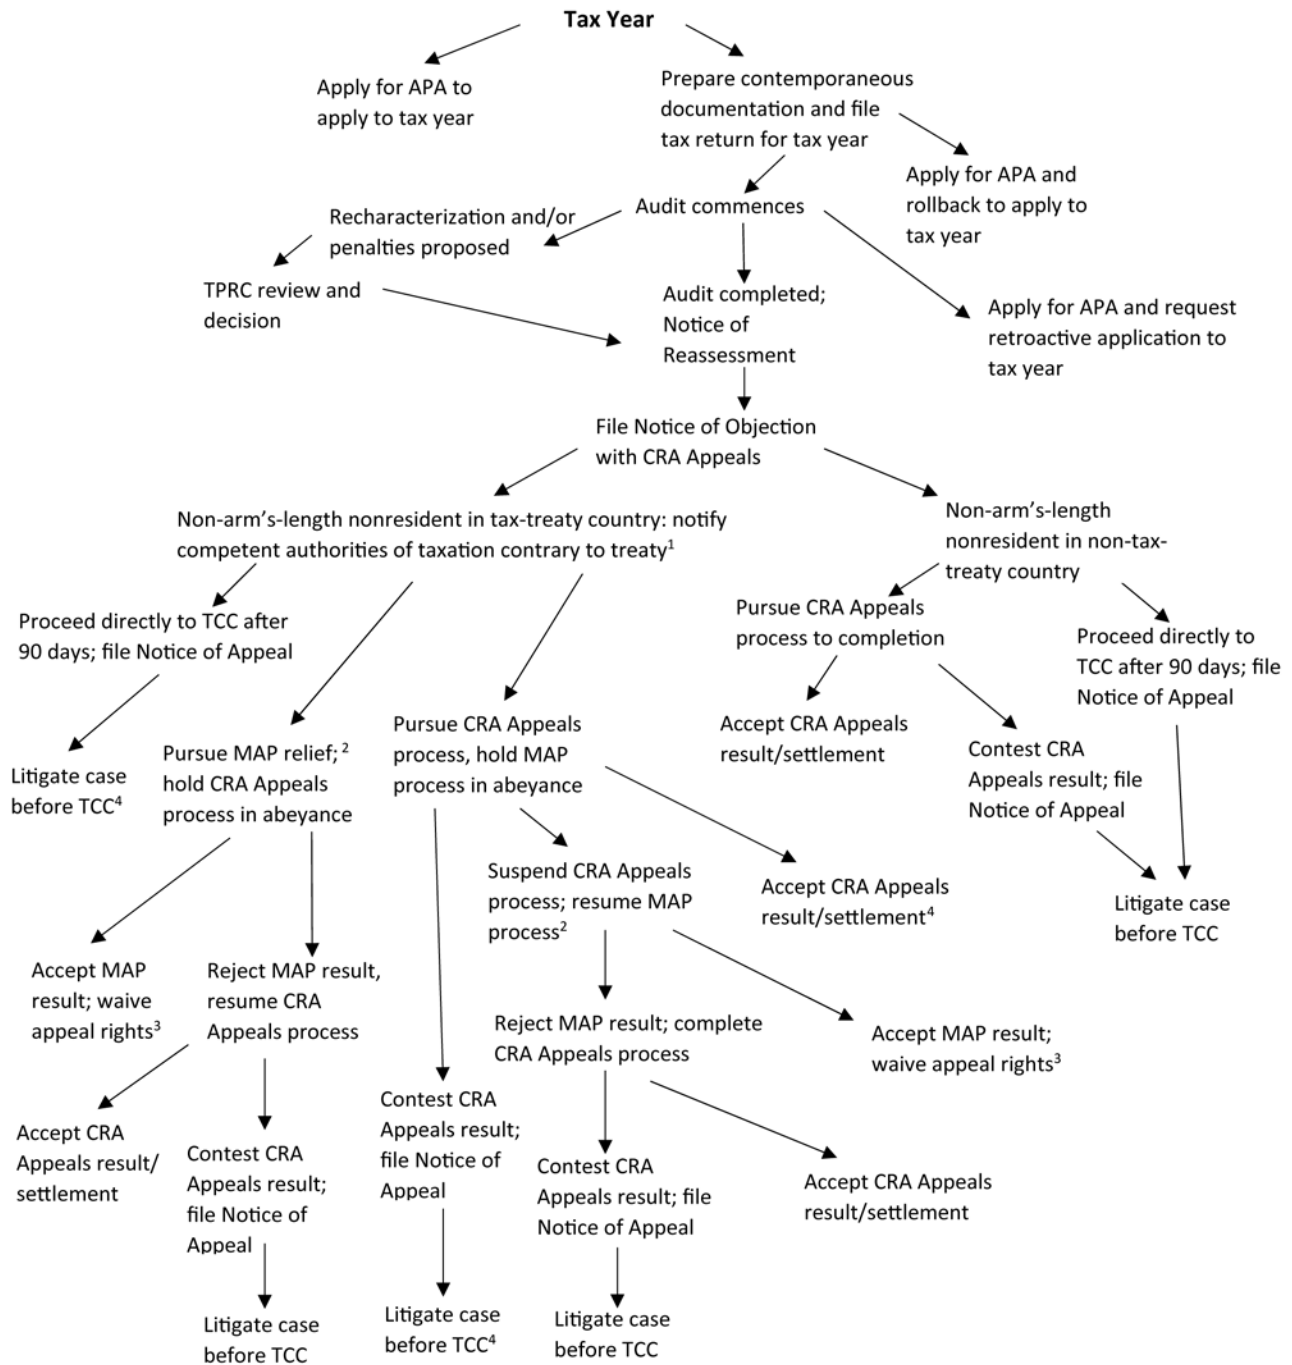 Tax Year
Apply for APA to
apply to tax year
Prepare contemporaneous
documentation and file
tax return for tax year
Apply for APA and
rollback to apply to
tax year
Audit commences
Recharacterization and/or
penalties proposed
TPRC review and
decision
Audit completed;
Notice of
Reassessment
Apply for APA and request
retroactive application to
tax year
File Notice of Objection
with CRA Appeals
Non-arm’s-length nonresident in tax-treaty country: notify
competent authorities of taxation contrary to treaty¹
Non-arm’s-length
nonresident in non-tax-
treaty country
Proceed directly to TCC after
90 days; file Notice of Appeal
Pursue CRA Appeals
process to completion
Proceed directly to
TCC after 90 days; file
Notice of Appeal
Litigate case
before TCC⁴
Pursue MAP relief; ²
hold CRA Appeals
process in abeyance
Pursue CRA Appeals
process, hold MAP
process in abeyance
Accept CRA Appeals
result/settlement
Contest CRA
Appeals result; file
Notice of Appeal
Suspend CRA Appeals
process; resume MAP
process²
Accept CRA Appeals
result/settlement⁴
Litigate case
before TCC
Accept MAP
result; waive
appeal rights³
Reject MAP result,
resume CRA
Appeals process
Reject MAP result; complete
CRA Appeals process
Accept MAP result;
waive appeal rights³
Accept CRA
Appeals result/
settlement
Contest CRA
Appeals result;
file Notice of
Appeal
Contest CRA
Appeals result;
file Notice of
Appeal
Contest CRA
Appeals result; file
Notice of Appeal
Accept CRA Appeals
result/settlement
Litigate case
before TCC
Litigate case
before TCC⁴
Litigate case
before TCC